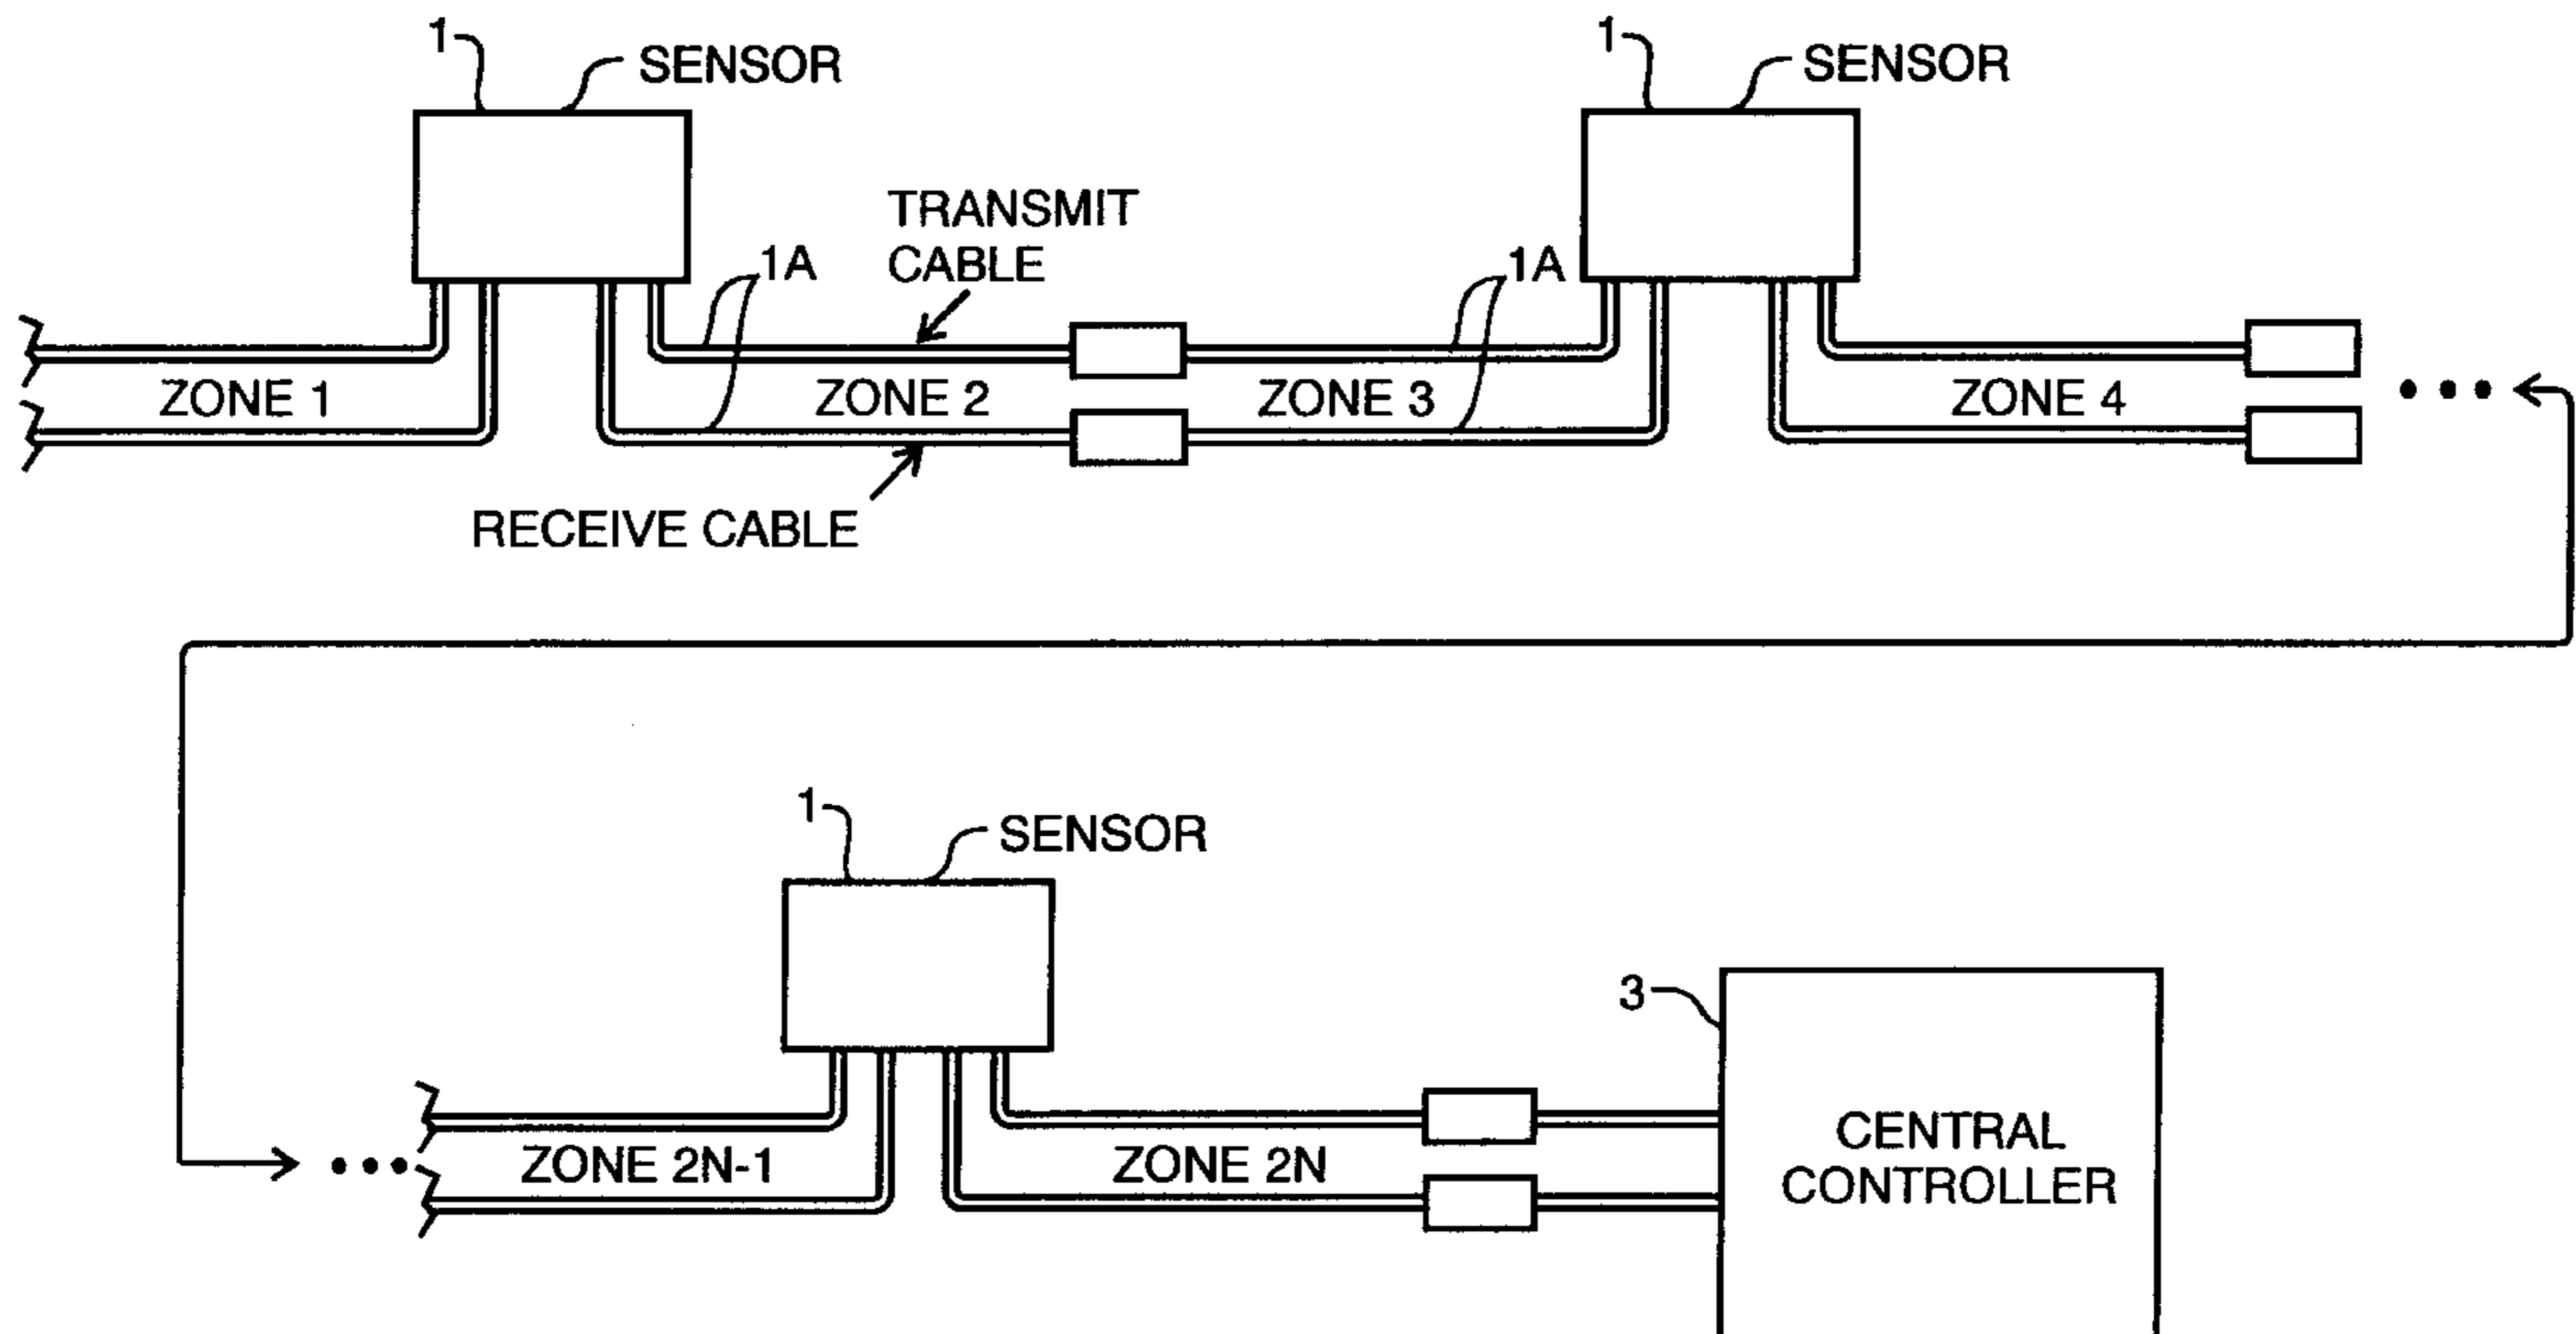 1
SENSOR
1
SENSOR
TRANSMIT
CABLE
1A
1A
ZONE 1
ZONE 2
ZONE 3
ZONE 4
RECEIVE CABLE
1
SENSOR
3
ZONE 2N-1
ZONE 2N
CENTRAL
CONTROLLER